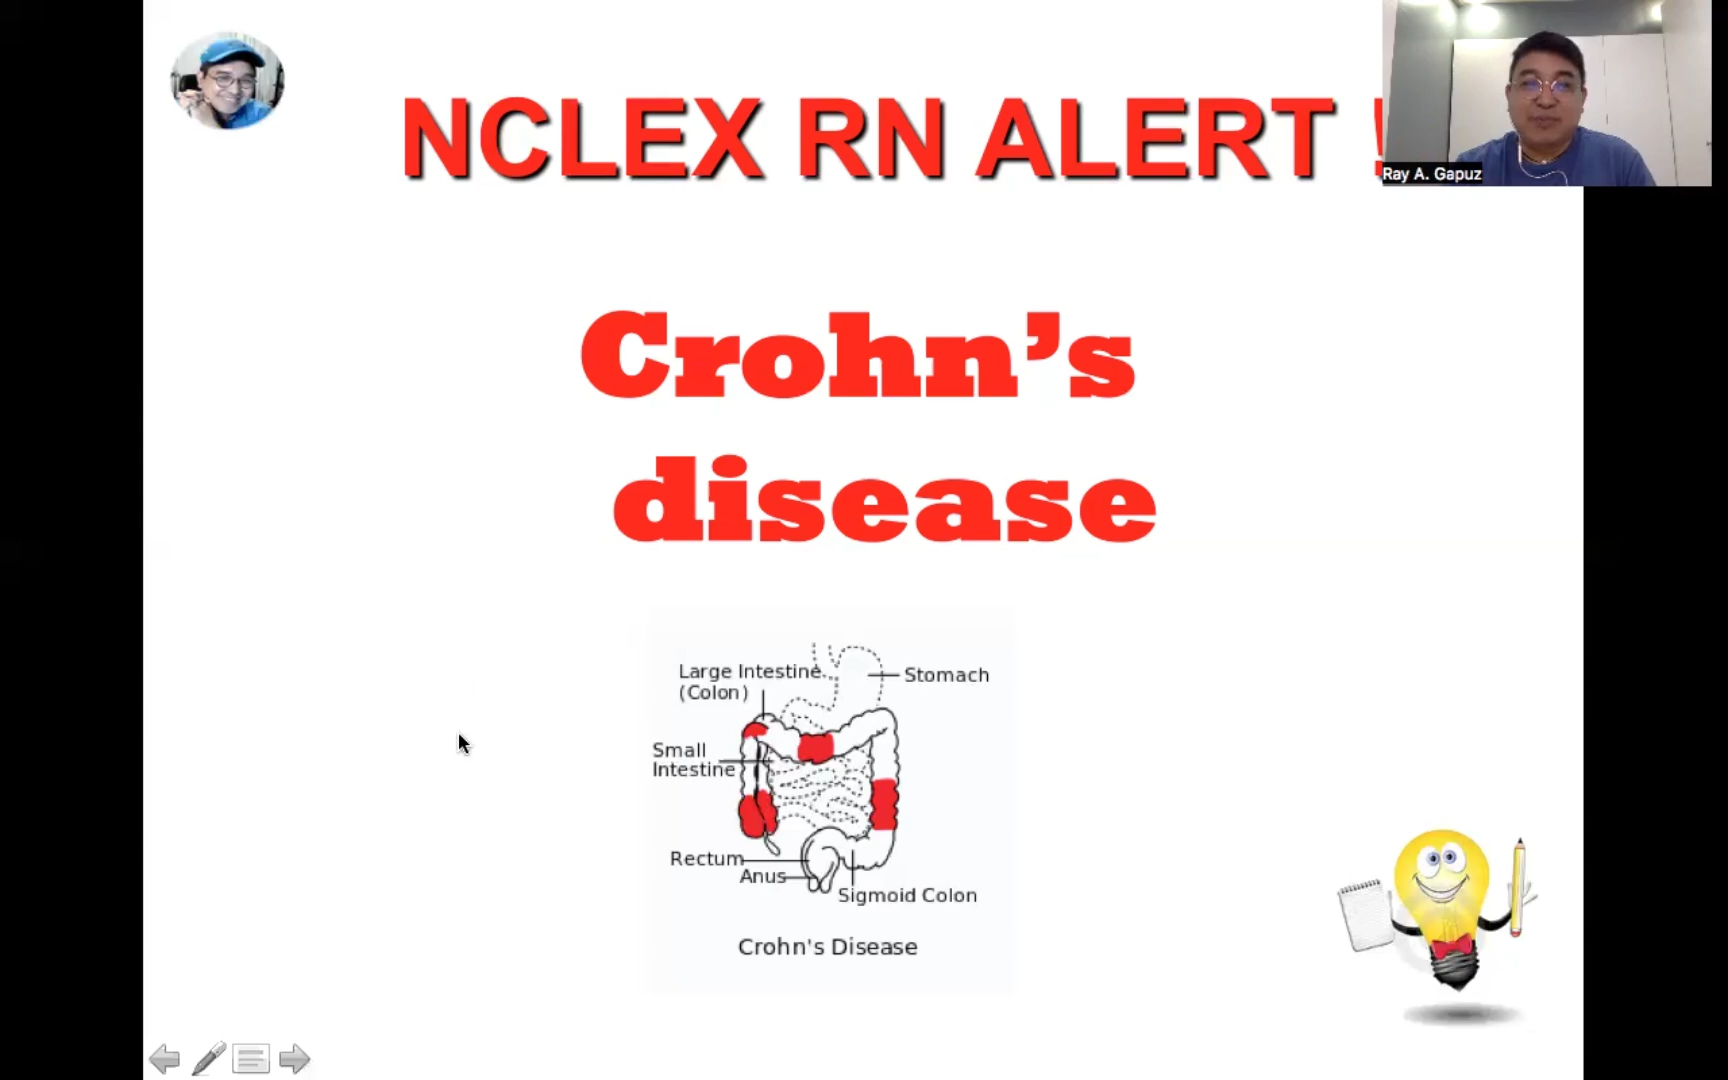 NCLEX RN ALERT !
Ray A. Gapuz
Crohn’s
disease
Large Intestine
(Colon)
Stomach
Small
Intestine
Rectum
Anus
Sigmoid Colon
Crohn's Disease